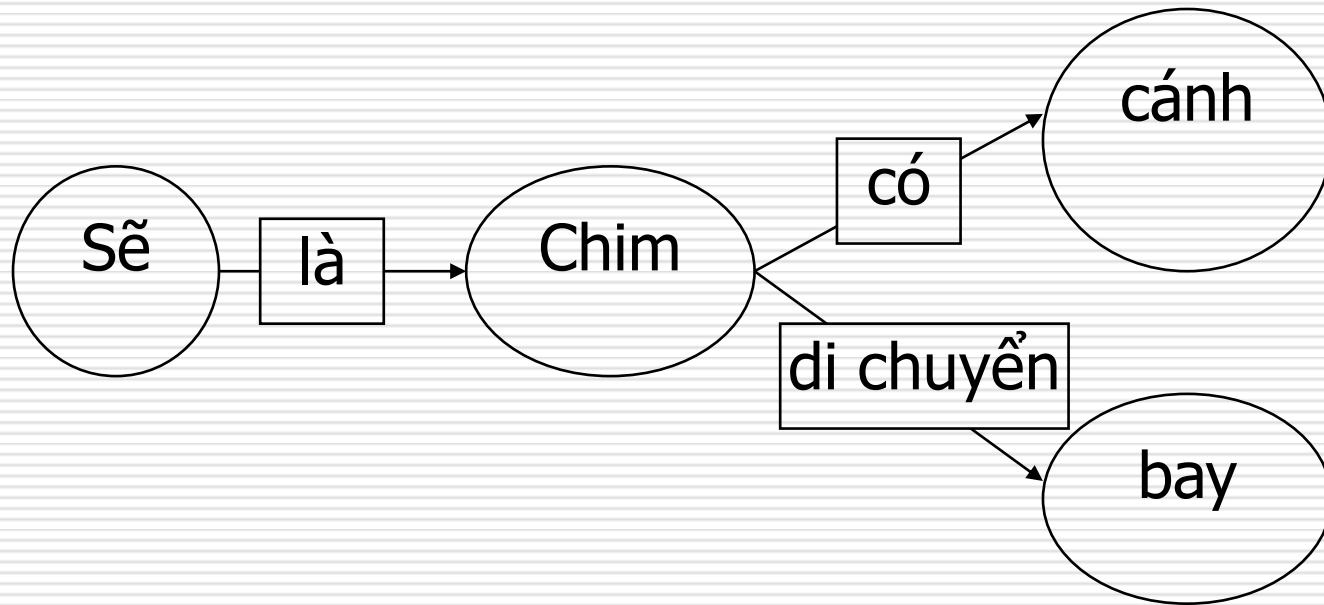 Sẽ
là
Chim
có
cánh
di chuyển
bay